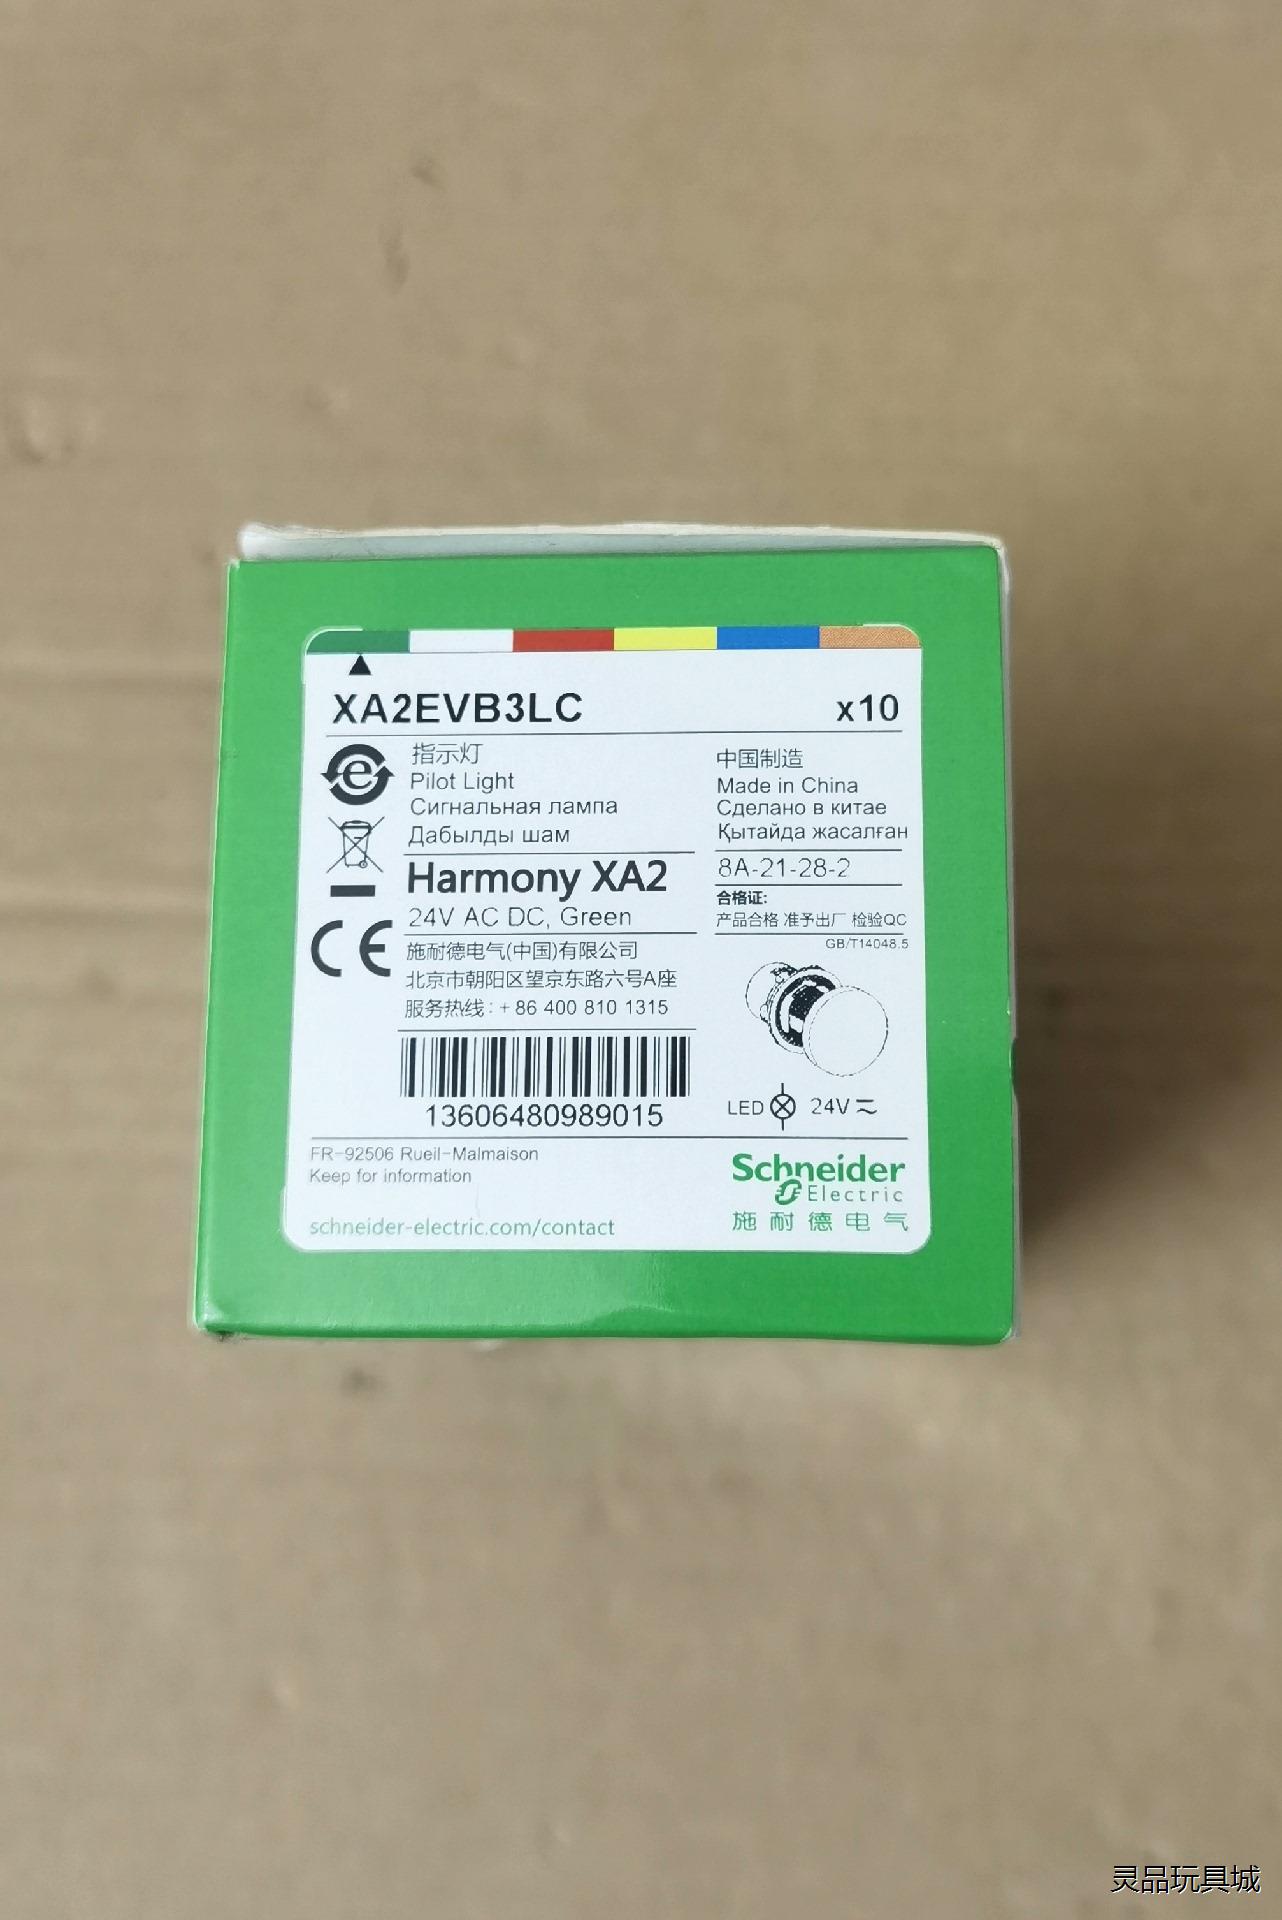 XA2EVB3LC x10
指示灯
Pilot Light
Сигнальная лампа
Дабылды шам
Harmony XA2
24V AC DC, Green
施耐德电气(中国)有限公司
北京市朝阳区望京东路六号A座
服务热线: + 86 400 810 1315
13606480989015
中国制造
Made in China
Сделано в китае
Қытайда жасалған
8A-21-28-2
合格证:
产品合格 准予出厂 检验QC
GB/T14048.5
LED 24V
FR-92506 Rueil-Malmaison
Keep for information
schneider-electric.com/contact
Schneider
Electric
施耐德电气
CE
e
灵品玩具城